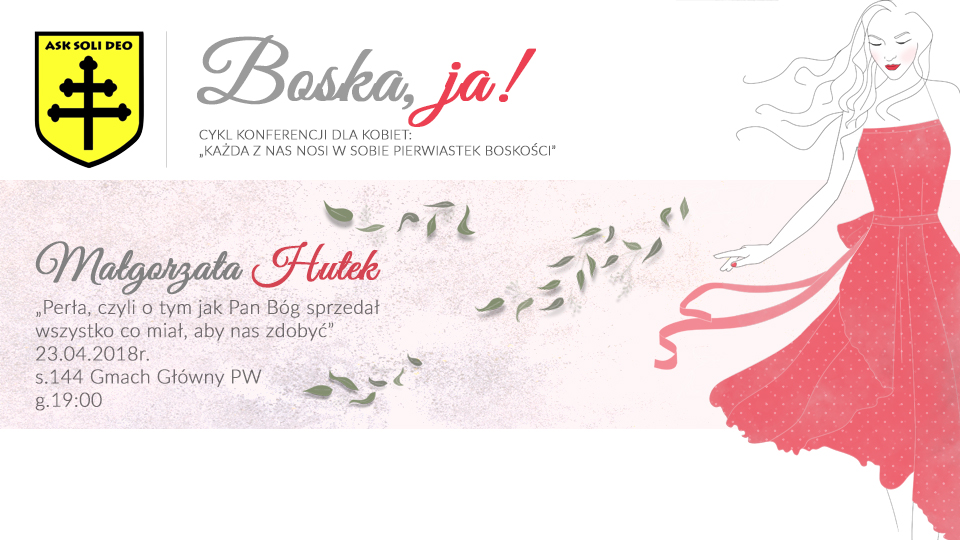 ASK SOLI DEO
Boska, ja!
CYKL KONFERENCJI DLA KOBIET:
„KAŻDA Z NAS NOSI W SOBIE PIERWIASTEK BOSKOŚCI”
Małgorzata Hutek
„Perła, czyli o tym jak Pan Bóg sprzedał
wszystko co miał, aby nas zdobyć”
23.04.2018r.
s.144 Gmach Główny PW
g.19:00